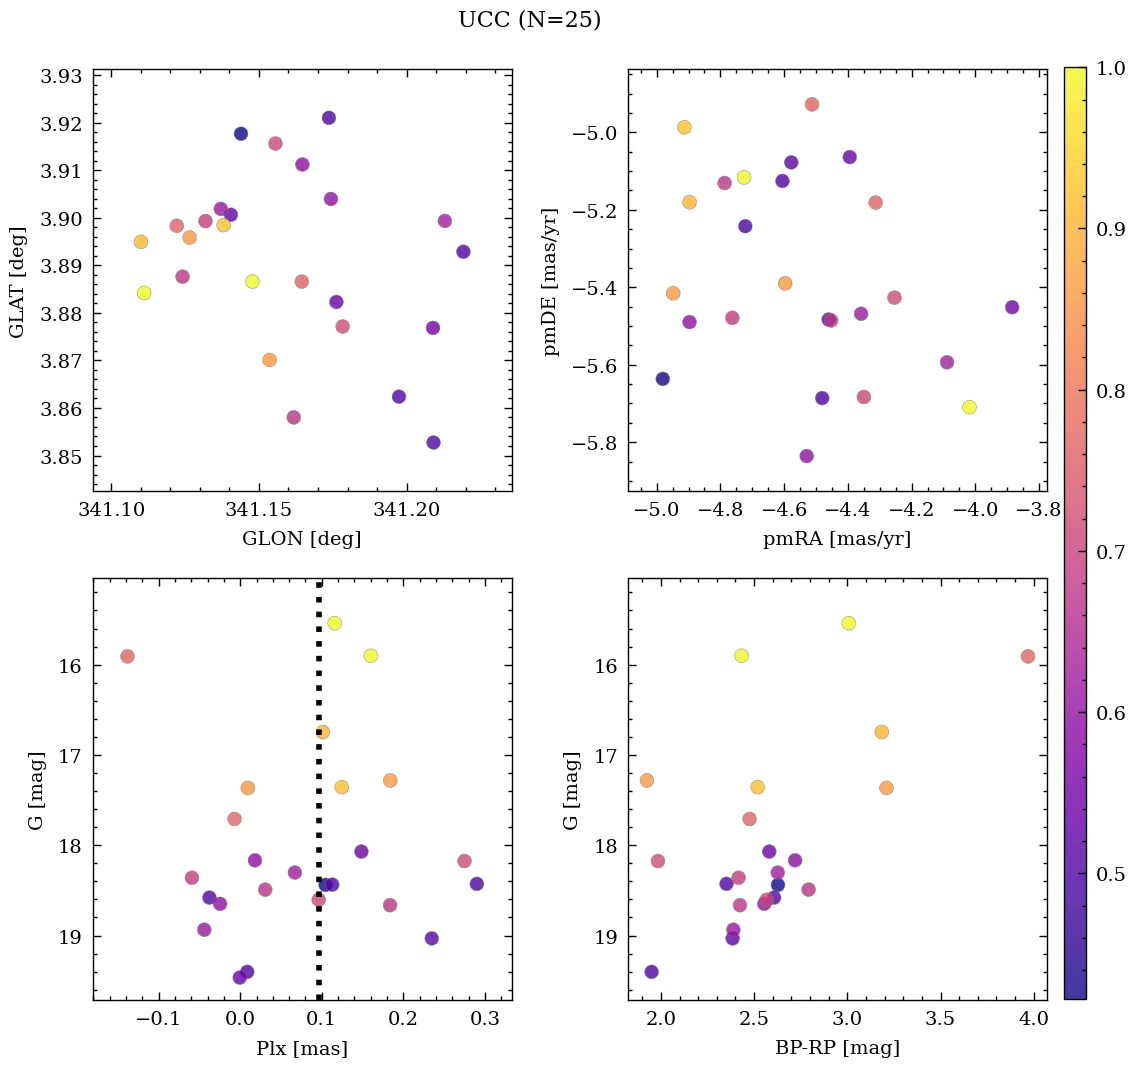 UCC (N=25)
3.93
3.92
3.91
3.90
3.89
3.88
3.87
3.86
3.85
GLAT [deg]
341.10 341.15 341.20
GLON [deg]
−5.0
−5.2
−5.4
−5.6
−5.8
pmDE [mas/yr]
−5.0 −4.8 −4.6 −4.4 −4.2 −4.0 −3.8
pmRA [mas/yr]
1.0
0.9
0.8
0.7
0.6
0.5
16
17
18
19
G [mag]
−0.1 0.0 0.1 0.2 0.3
Plx [mas]
16
17
18
19
G [mag]
2.0 2.5 3.0 3.5 4.0
BP-RP [mag]